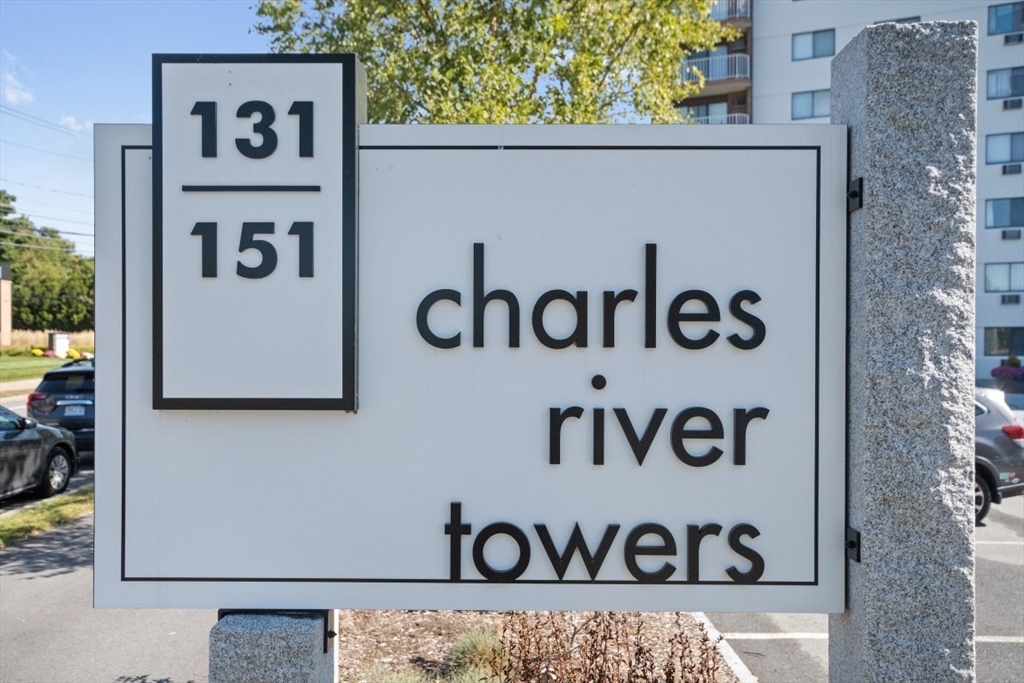 131
151
charles
river
towers